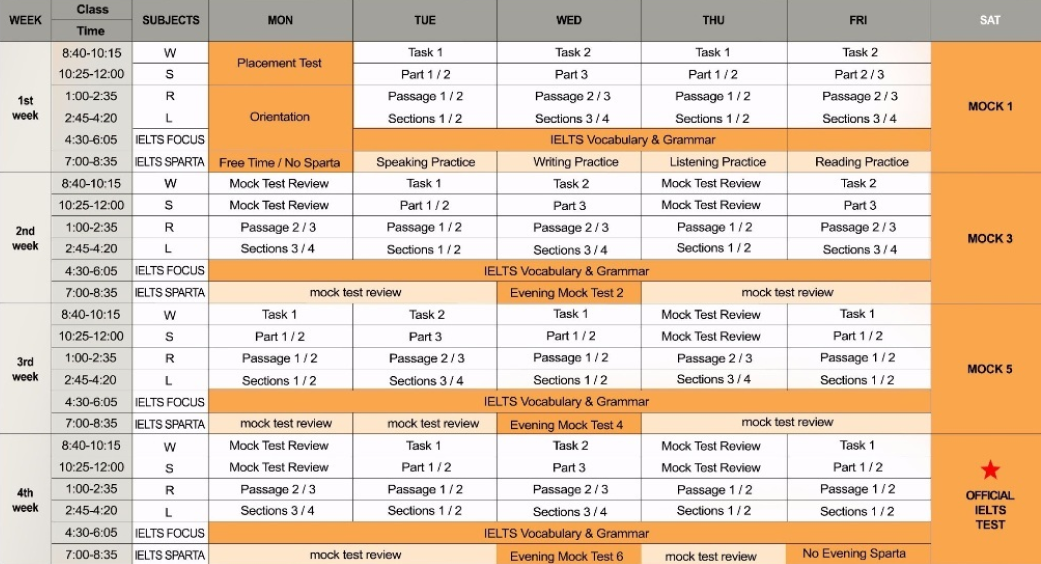 WEEK Class SUBJECTS MON TUE WED THU FRI SAT
Time
8:40-10:15 W Placement Test Task 1 Task 2 Task 1 Task 2
10:25-12:00 S Part 1 / 2 Part 3 Part 1 / 2 Part 2 / 3
1st week 1:00-2:35 R Orientation Passage 1 / 2 Passage 2 / 3 Passage 1 / 2 Passage 2 / 3 MOCK 1
2:45-4:20 L Sections 1 / 2 Sections 3 / 4 Sections 1 / 2 Sections 3 / 4
4:30-6:05 IELTS FOCUS IELTS Vocabulary & Grammar
7:00-8:35 IELTS SPARTA Free Time / No Sparta Speaking Practice Writing Practice Listening Practice Reading Practice
8:40-10:15 W Mock Test Review Task 1 Task 2 Mock Test Review Task 2
10:25-12:00 S Mock Test Review Part 1 / 2 Part 3 Mock Test Review Part 3
2nd week 1:00-2:35 R Passage 2 / 3 Passage 1 / 2 Passage 2 / 3 Passage 1 / 2 Passage 2 / 3 MOCK 3
2:45-4:20 L Sections 3 / 4 Sections 1 / 2 Sections 3 / 4 Sections 1 / 2 Sections 3 / 4
4:30-6:05 IELTS FOCUS IELTS Vocabulary & Grammar
7:00-8:35 IELTS SPARTA mock test review Evening Mock Test 2 mock test review
8:40-10:15 W Task 1 Task 2 Task 1 Mock Test Review Task 1
10:25-12:00 S Part 1 / 2 Part 3 Part 1 / 2 Mock Test Review Part 1 / 2
3rd week 1:00-2:35 R Passage 1 / 2 Passage 2 / 3 Passage 1 / 2 Passage 2 / 3 Passage 1 / 2 MOCK 5
2:45-4:20 L Sections 1 / 2 Sections 3 / 4 Sections 1 / 2 Sections 3 / 4 Sections 1 / 2
4:30-6:05 IELTS FOCUS IELTS Vocabulary & Grammar
7:00-8:35 IELTS SPARTA mock test review mock test review Evening Mock Test 4 mock test review
8:40-10:15 W Mock Test Review Task 1 Task 2 Mock Test Review Task 1
10:25-12:00 S Mock Test Review Part 1 / 2 Part 3 Mock Test Review Part 1 / 2
4th week 1:00-2:35 R Passage 2 / 3 Passage 1 / 2 Passage 2 / 3 Passage 1 / 2 Passage 1 / 2 OFFICIAL IELTS TEST
2:45-4:20 L Sections 3 / 4 Sections 1 / 2 Sections 3 / 4 Sections 1 / 2 Sections 1 / 2
4:30-6:05 IELTS FOCUS IELTS Vocabulary & Grammar
7:00-8:35 IELTS SPARTA mock test review Evening Mock Test 6 mock test review No Evening Sparta